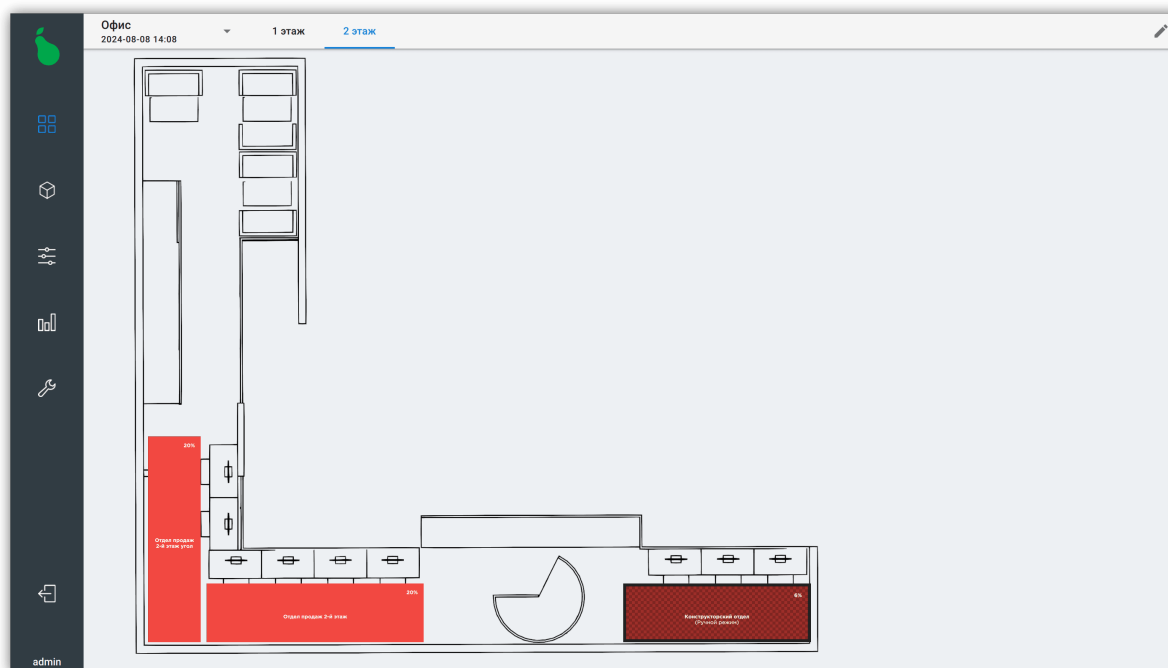 Офис
2024-08-08 14:08
1 этаж
2 этаж
20%
Отдел продаж
2-й этаж угол
20%
Отдел продаж 2-й этаж
6%
Конструкторский отдел
(Ручной режим)
admin